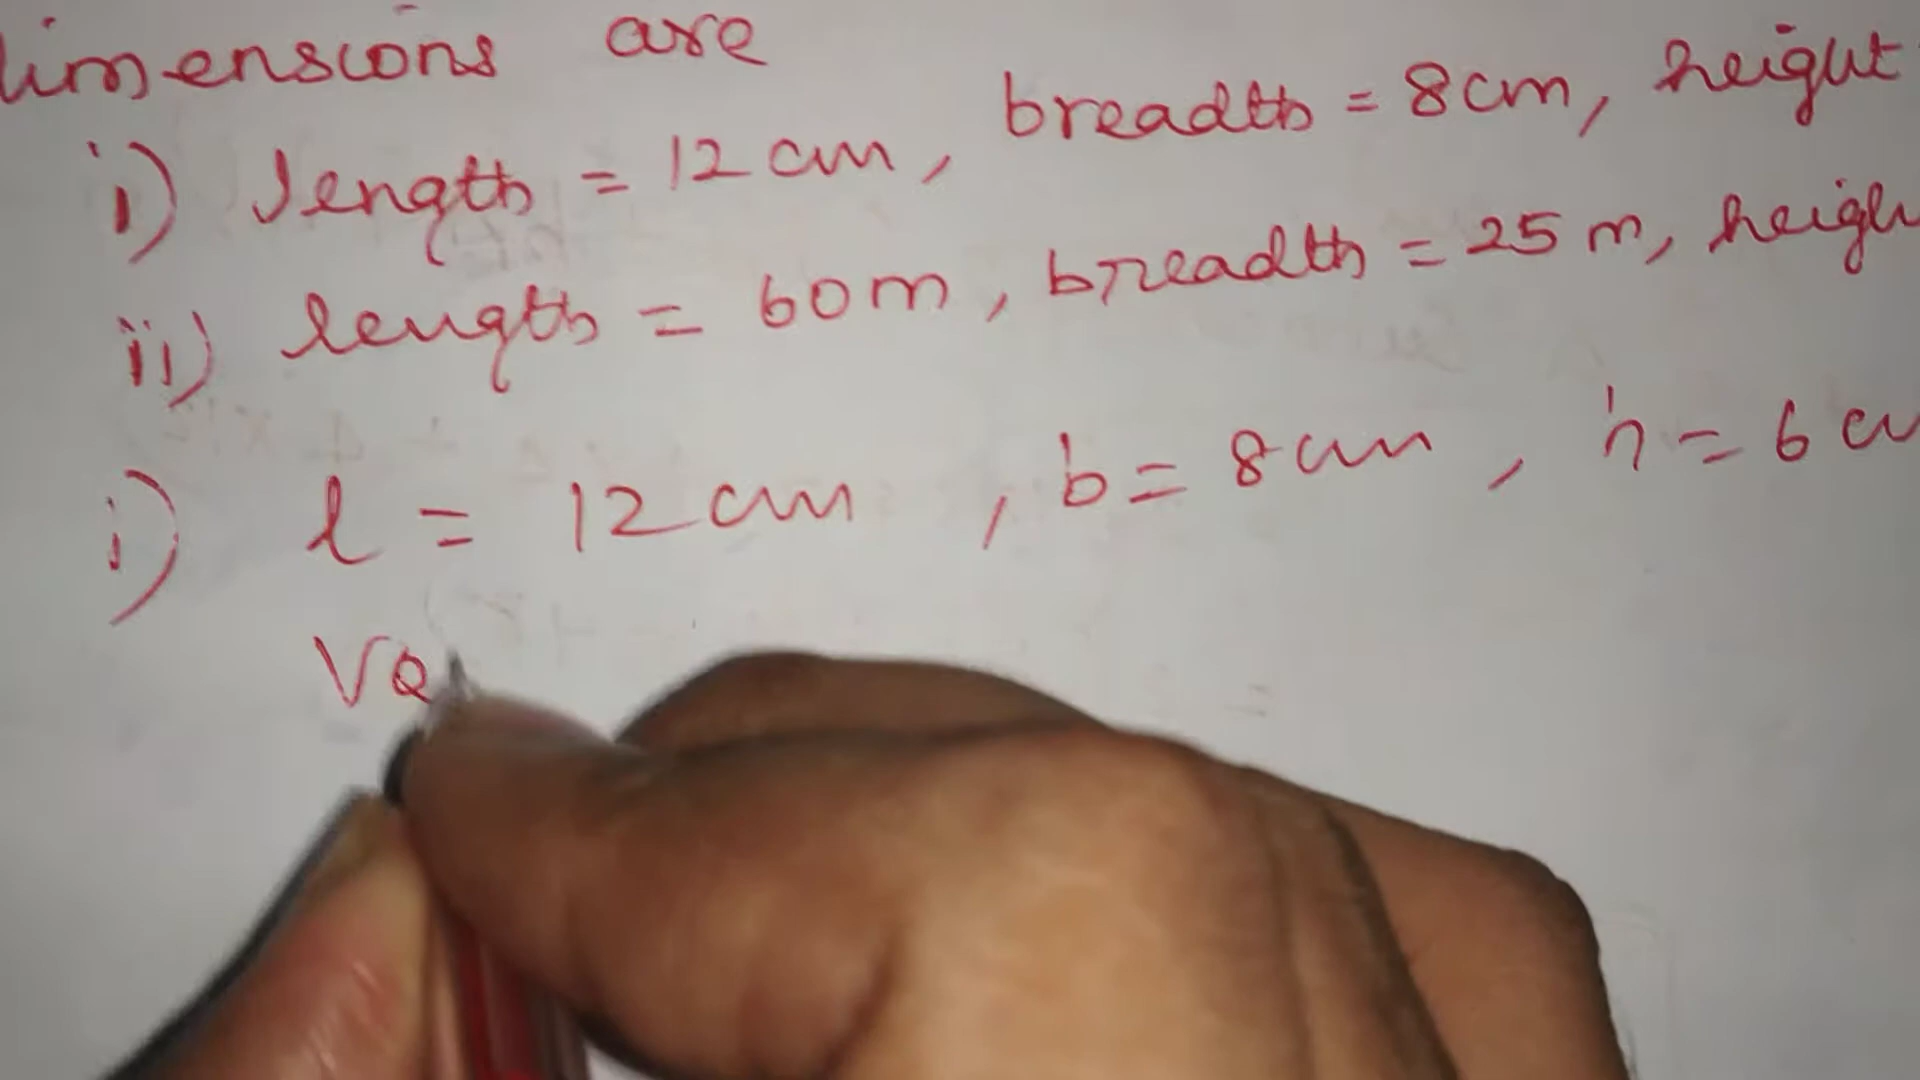 dimensions are
i) length = 12 cm, breadth = 8 cm, height
ii) length = 60 m, breadth = 25 m, heigh
i) l = 12 cm, b = 8 cm, h = 6 c
Vo